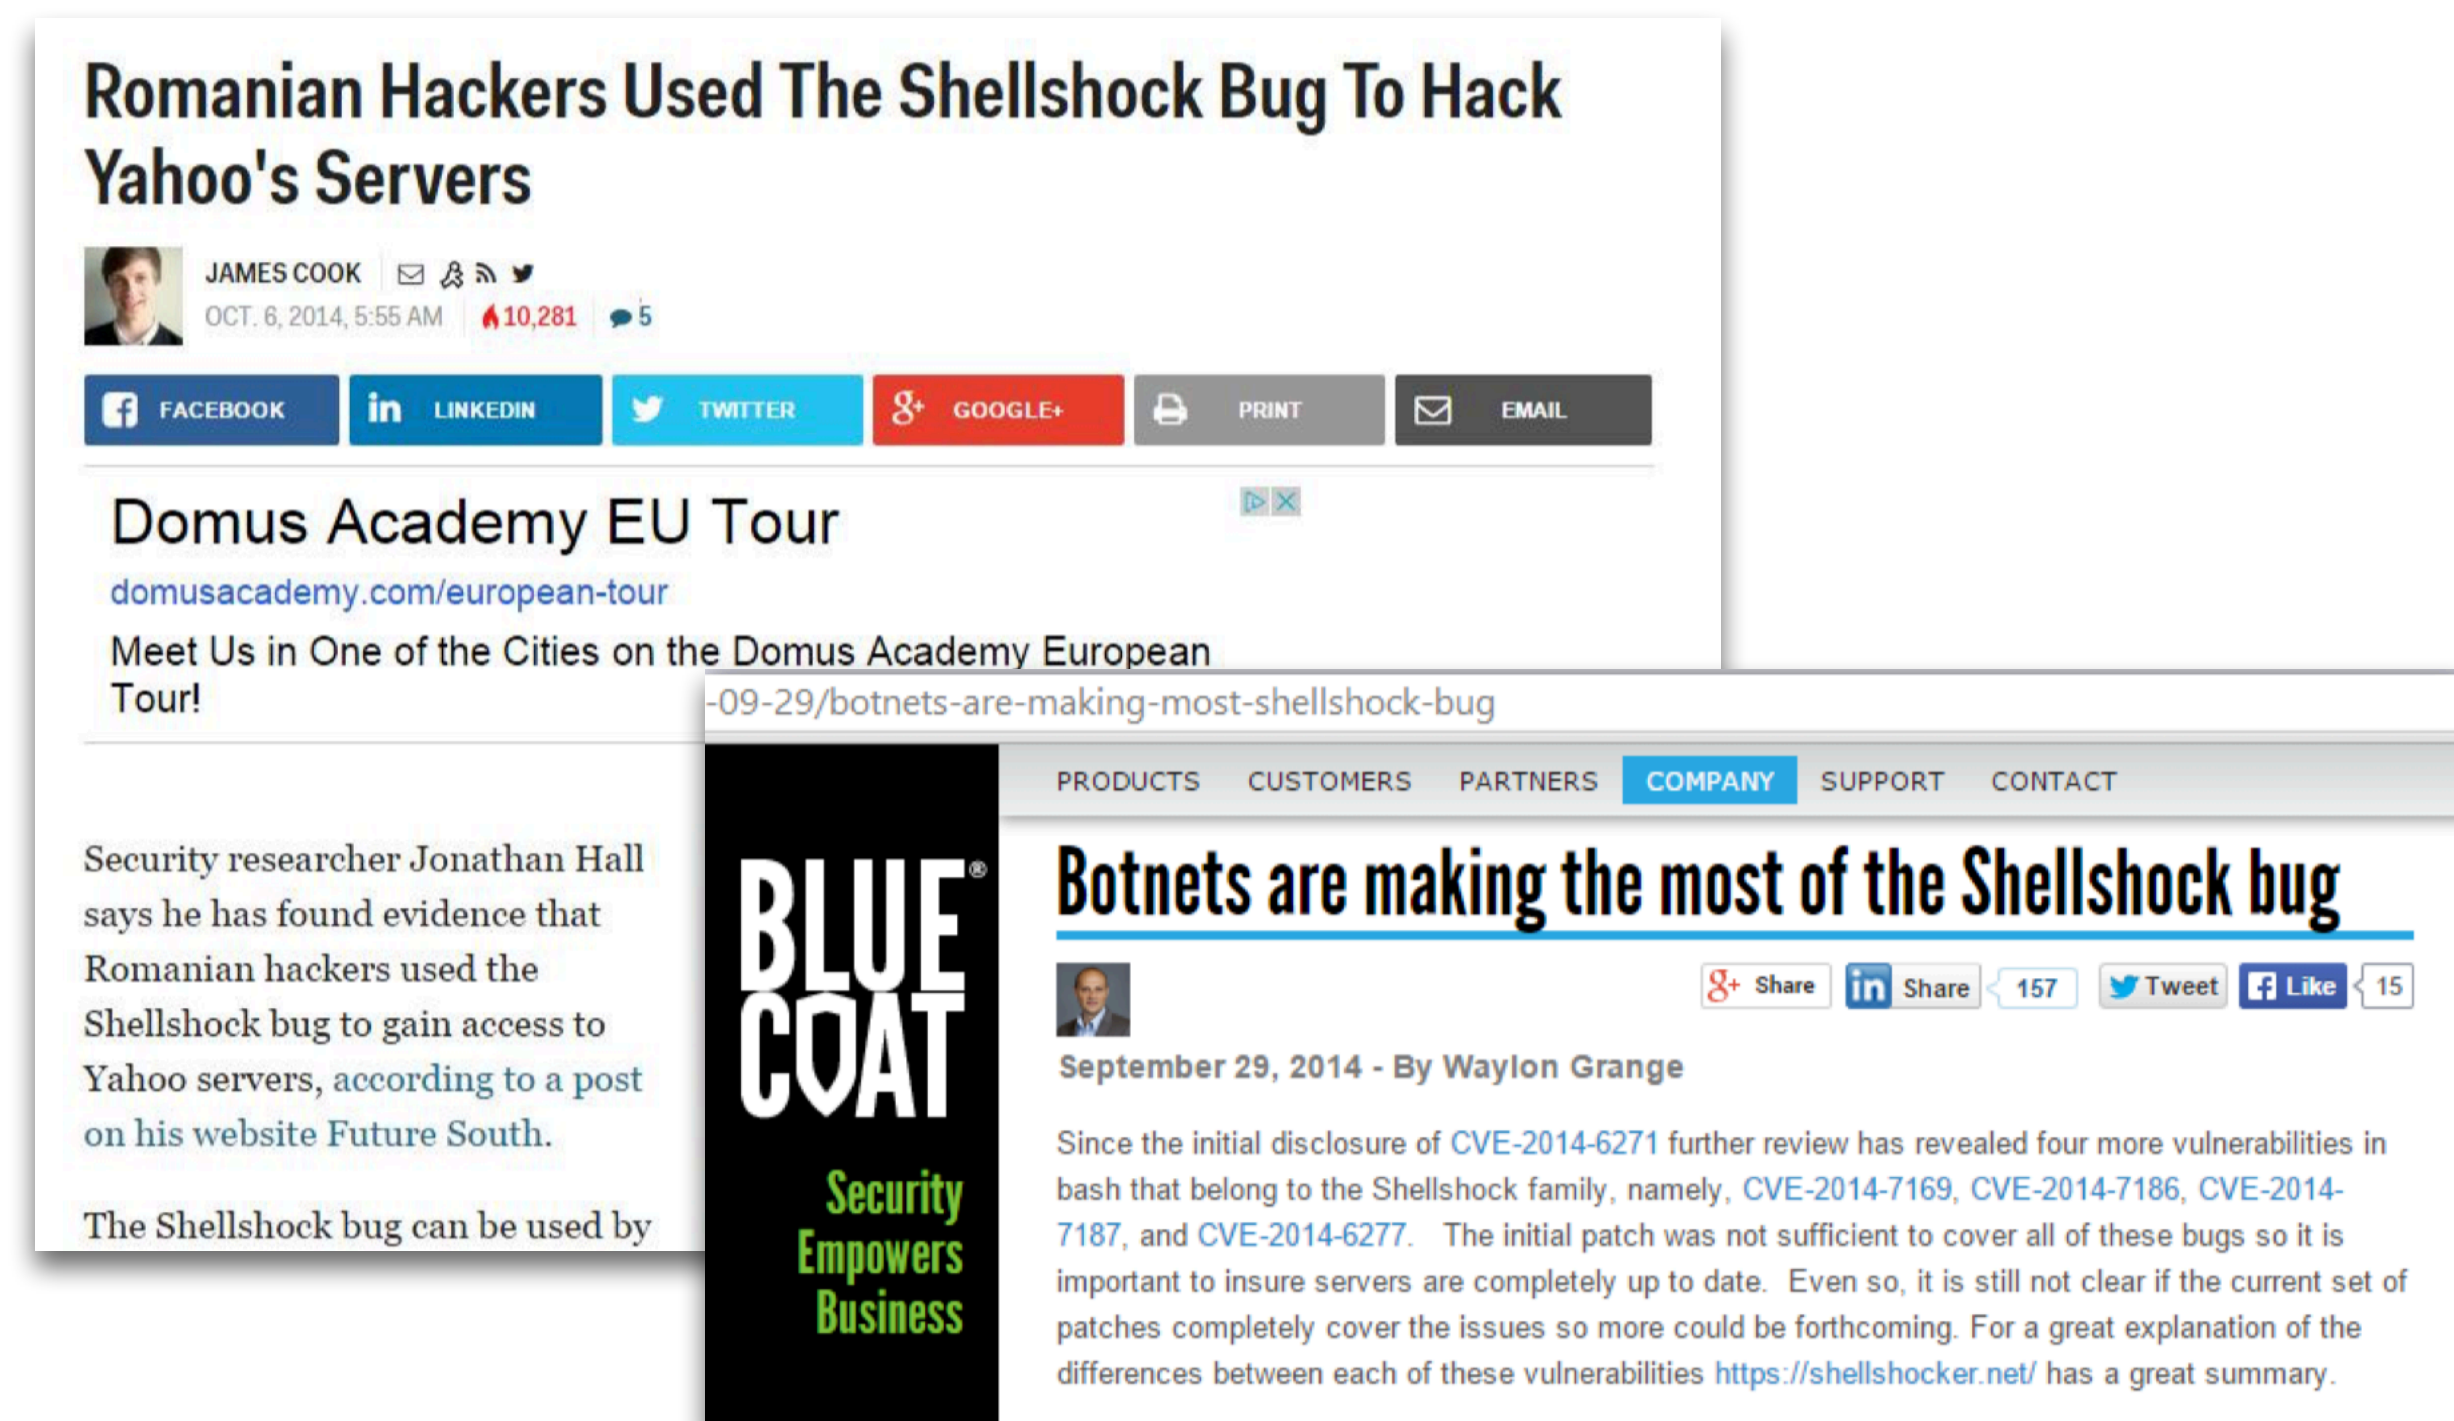 Romanian Hackers Used The Shellshock Bug To Hack
Yahoo's Servers
JAMES COOK
OCT. 6, 2014, 5:55 AM 10,281 5
FACEBOOK
in LINKEDIN
TWITTER
g+ GOOGLE+
PRINT
EMAIL
Domus Academy EU Tour
domusacademy.com/european-tour
Meet Us in One of the Cities on the Domus Academy European
Tour!
Security researcher Jonathan Hall
says he has found evidence that
Romanian hackers used the
Shellshock bug to gain access to
Yahoo servers, according to a post
on his website Future South.
The Shellshock bug can be used by
-09-29/botnets-are-making-most-shellshock-bug
PRODUCTS CUSTOMERS PARTNERS COMPANY SUPPORT CONTACT
BLUE®
COAT
Security
Empowers
Business
Botnets are making the most of the Shellshock bug
g+ Share in Share 157 Tweet f Like 15
September 29, 2014 - By Waylon Grange
Since the initial disclosure of CVE-2014-6271 further review has revealed four more vulnerabilities in
bash that belong to the Shellshock family, namely, CVE-2014-7169, CVE-2014-7186, CVE-2014-
7187, and CVE-2014-6277. The initial patch was not sufficient to cover all of these bugs so it is
important to insure servers are completely up to date. Even so, it is still not clear if the current set of
patches completely cover the issues so more could be forthcoming. For a great explanation of the
differences between each of these vulnerabilities https://shellshocker.net/ has a great summary.